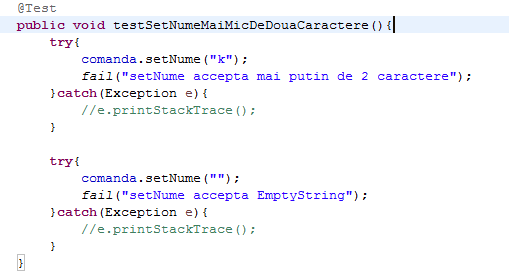 @Test
public void testSetNumeMaiMicDeDouaCaractere(){
    try{
        comanda.setNume("k");
        fail("setNume accepta mai putin de 2 caractere");
    }catch(Exception e){
        //e.printStackTrace();
    }

    try{
        comanda.setNume("");
        fail("setNume accepta EmptyString");
    }catch(Exception e){
        //e.printStackTrace();
    }
}